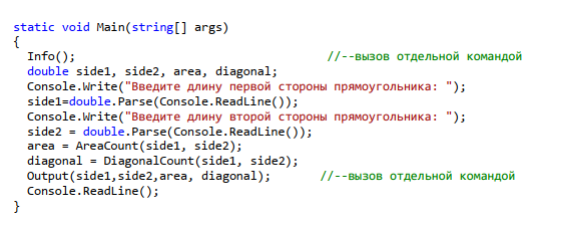 static void Main(string[] args)
{
Info(); //--вызов отдельной командой
double side1, side2, area, diagonal;
Console.Write("Введите длину первой стороны прямоугольника: ");
side1=double.Parse(Console.ReadLine());
Console.Write("Введите длину второй стороны прямоугольника: ");
side2 = double.Parse(Console.ReadLine());
area = AreaCount(side1, side2);
diagonal = DiagonalCount(side1, side2);
Output(side1,side2,area, diagonal); //--вызов отдельной командой
Console.ReadLine();
}